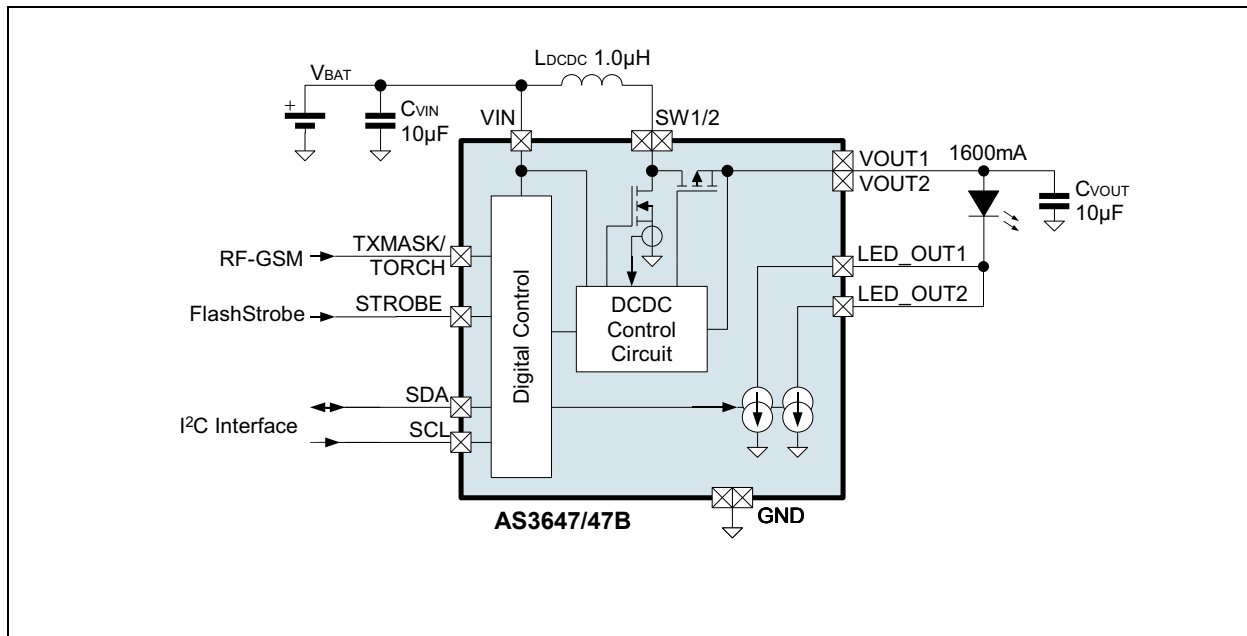 LDCDC 1.0µH
VBAT
+
CVIN
10µF
VIN
SW1/2
VOUT1
VOUT2
1600mA
CVOUT
10µF
RF-GSM
TXMASK/
TORCH
FlashStrobe
STROBE
Digital Control
DCDC
Control
Circuit
LED_OUT1
LED_OUT2
I²C Interface
SDA
SCL
AS3647/47B
GND